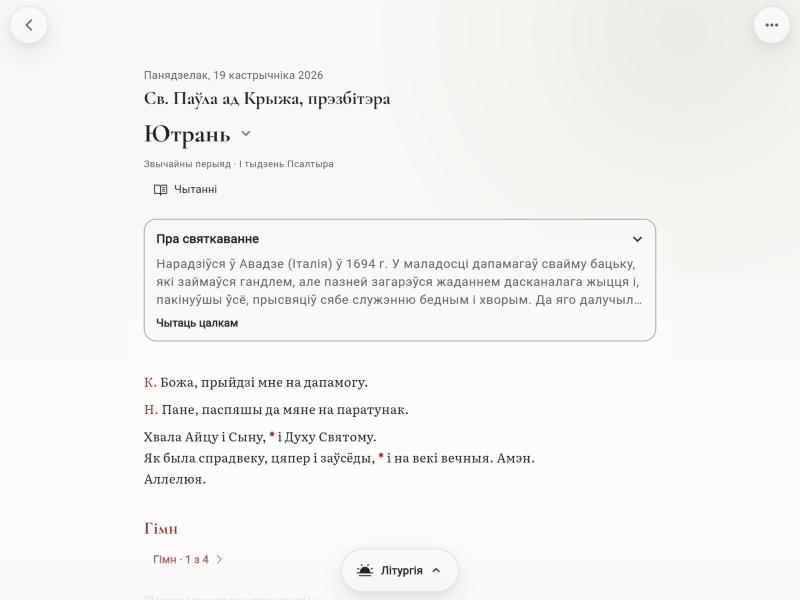 Панядзелак, 19 кастрычніка 2026
Св. Паўла ад Крыжа, прэзбітэра
Ютрань
Звычайны перыяд · I тыдзень Псалтыра
Чытанні
Пра святкаванне
Нарадзіўся ў Авадзе (Італія) ў 1694 г. У маладосці дапамагаў свайму бацьку,
які займаўся гандлем, але пазней загарэўся жаданнем дасканалага жыцця і,
пакінуўшы ўсё, прысвяціў сябе служэнню бедным і хворым. Да яго далучыл…
Чытаць цалкам
К. Божа, прыйдзі мне на дапамогу.
Н. Пане, паспяшы да мяне на паратунак.
Хвала Айцу і Сыну, * і Духу Святому.
Як была спрадвеку, цяпер і заўсёды, * і на векі вечныя. Амэн.
Аллелюя.
Гімн
Гімн · 1 з 4
Літургія